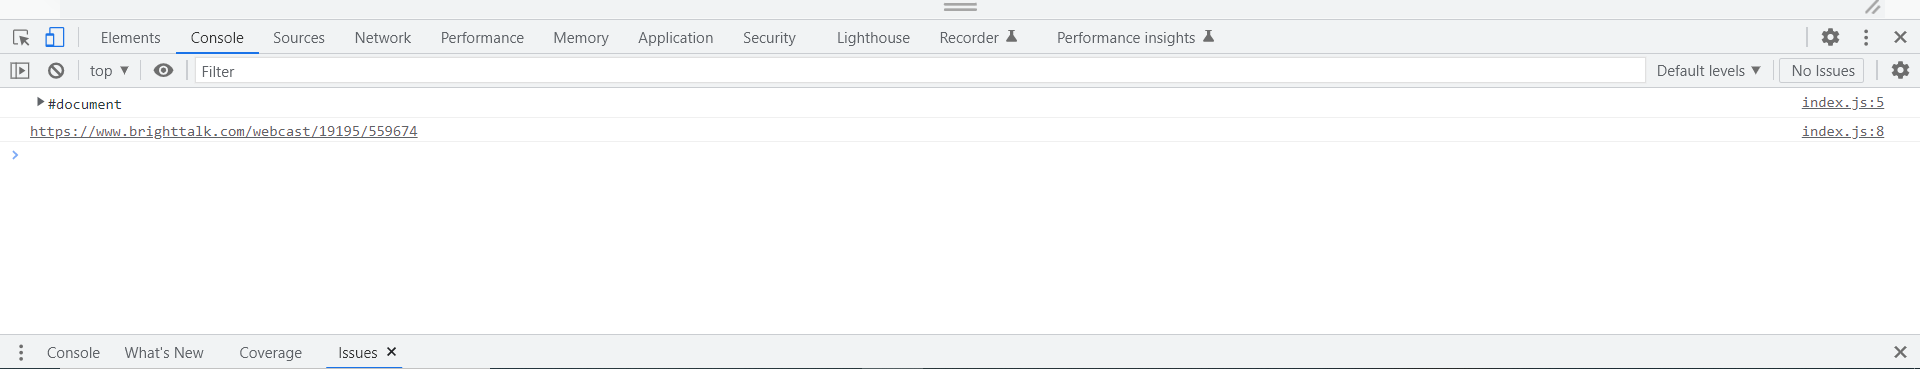 Elements Console Sources Network Performance Memory Application Security Lighthouse Recorder Performance insights
top Filter Default levels No Issues
#document index.js:5
https://www.brighttalk.com/webcast/19195/559674 index.js:8
Console What's New Coverage Issues